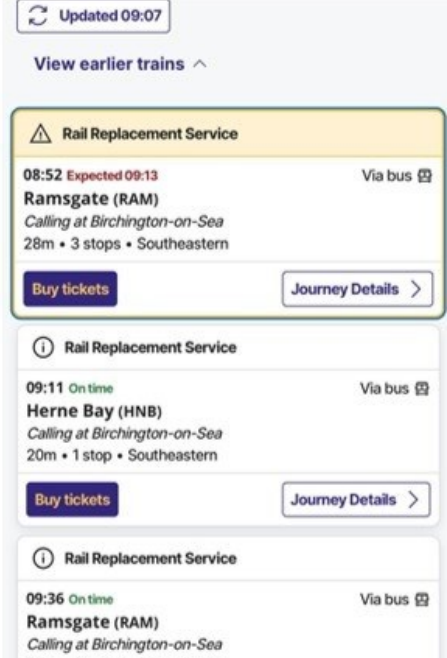 Updated 09:07
View earlier trains
Rail Replacement Service
08:52 Expected 09:13 Via bus
Ramsgate (RAM)
Calling at Birchington-on-Sea
28m • 3 stops • Southeastern
Buy tickets Journey Details
Rail Replacement Service
09:11 On time Via bus
Herne Bay (HNB)
Calling at Birchington-on-Sea
20m • 1 stop • Southeastern
Buy tickets Journey Details
Rail Replacement Service
09:36 On time Via bus
Ramsgate (RAM)
Calling at Birchington-on-Sea